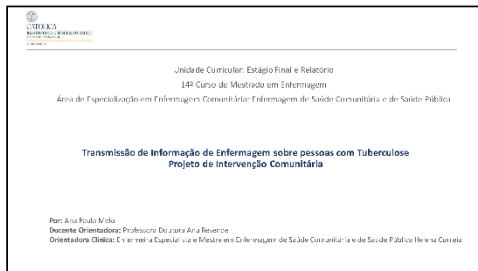 CATÓLICA
Unidade Curricular: Estágio Final e Relatório
14º Curso de Mestrado em Enfermagem
Área de Especialização em Enfermagem Comunitária: Enfermagem de Saúde Comunitária e de Saúde Pública
Transmissão de Informação de Enfermagem sobre pessoas com Tuberculose
Projeto de Intervenção Comunitária
Por: Ana Paula Melo
Docente Orientadora: Professora Doutora Ana Resende
Orientadora Clínica: Enfermeira Especialista e Mestre em Enfermagem de Saúde Comunitária e de Saúde Pública Helena Correia